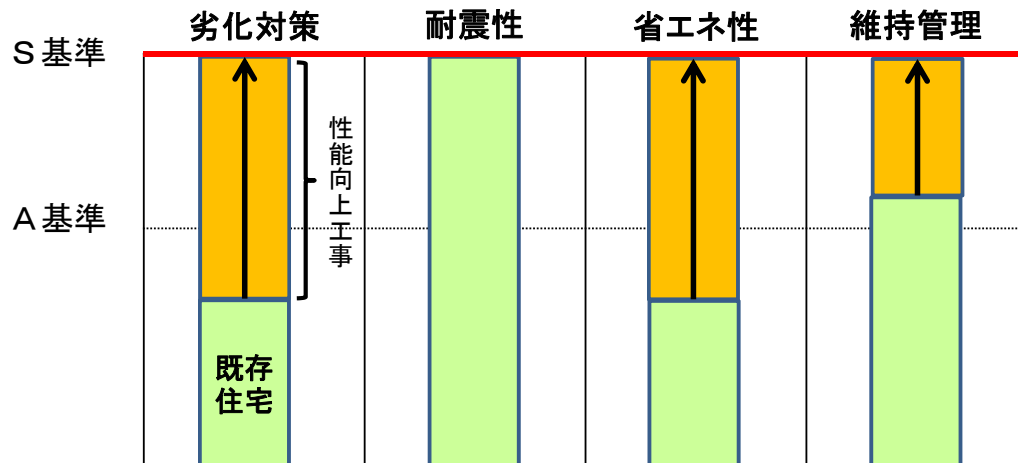 劣化対策
耐震性
省エネ性
維持管理
S基準
性能向上工事
A基準
既存
住宅